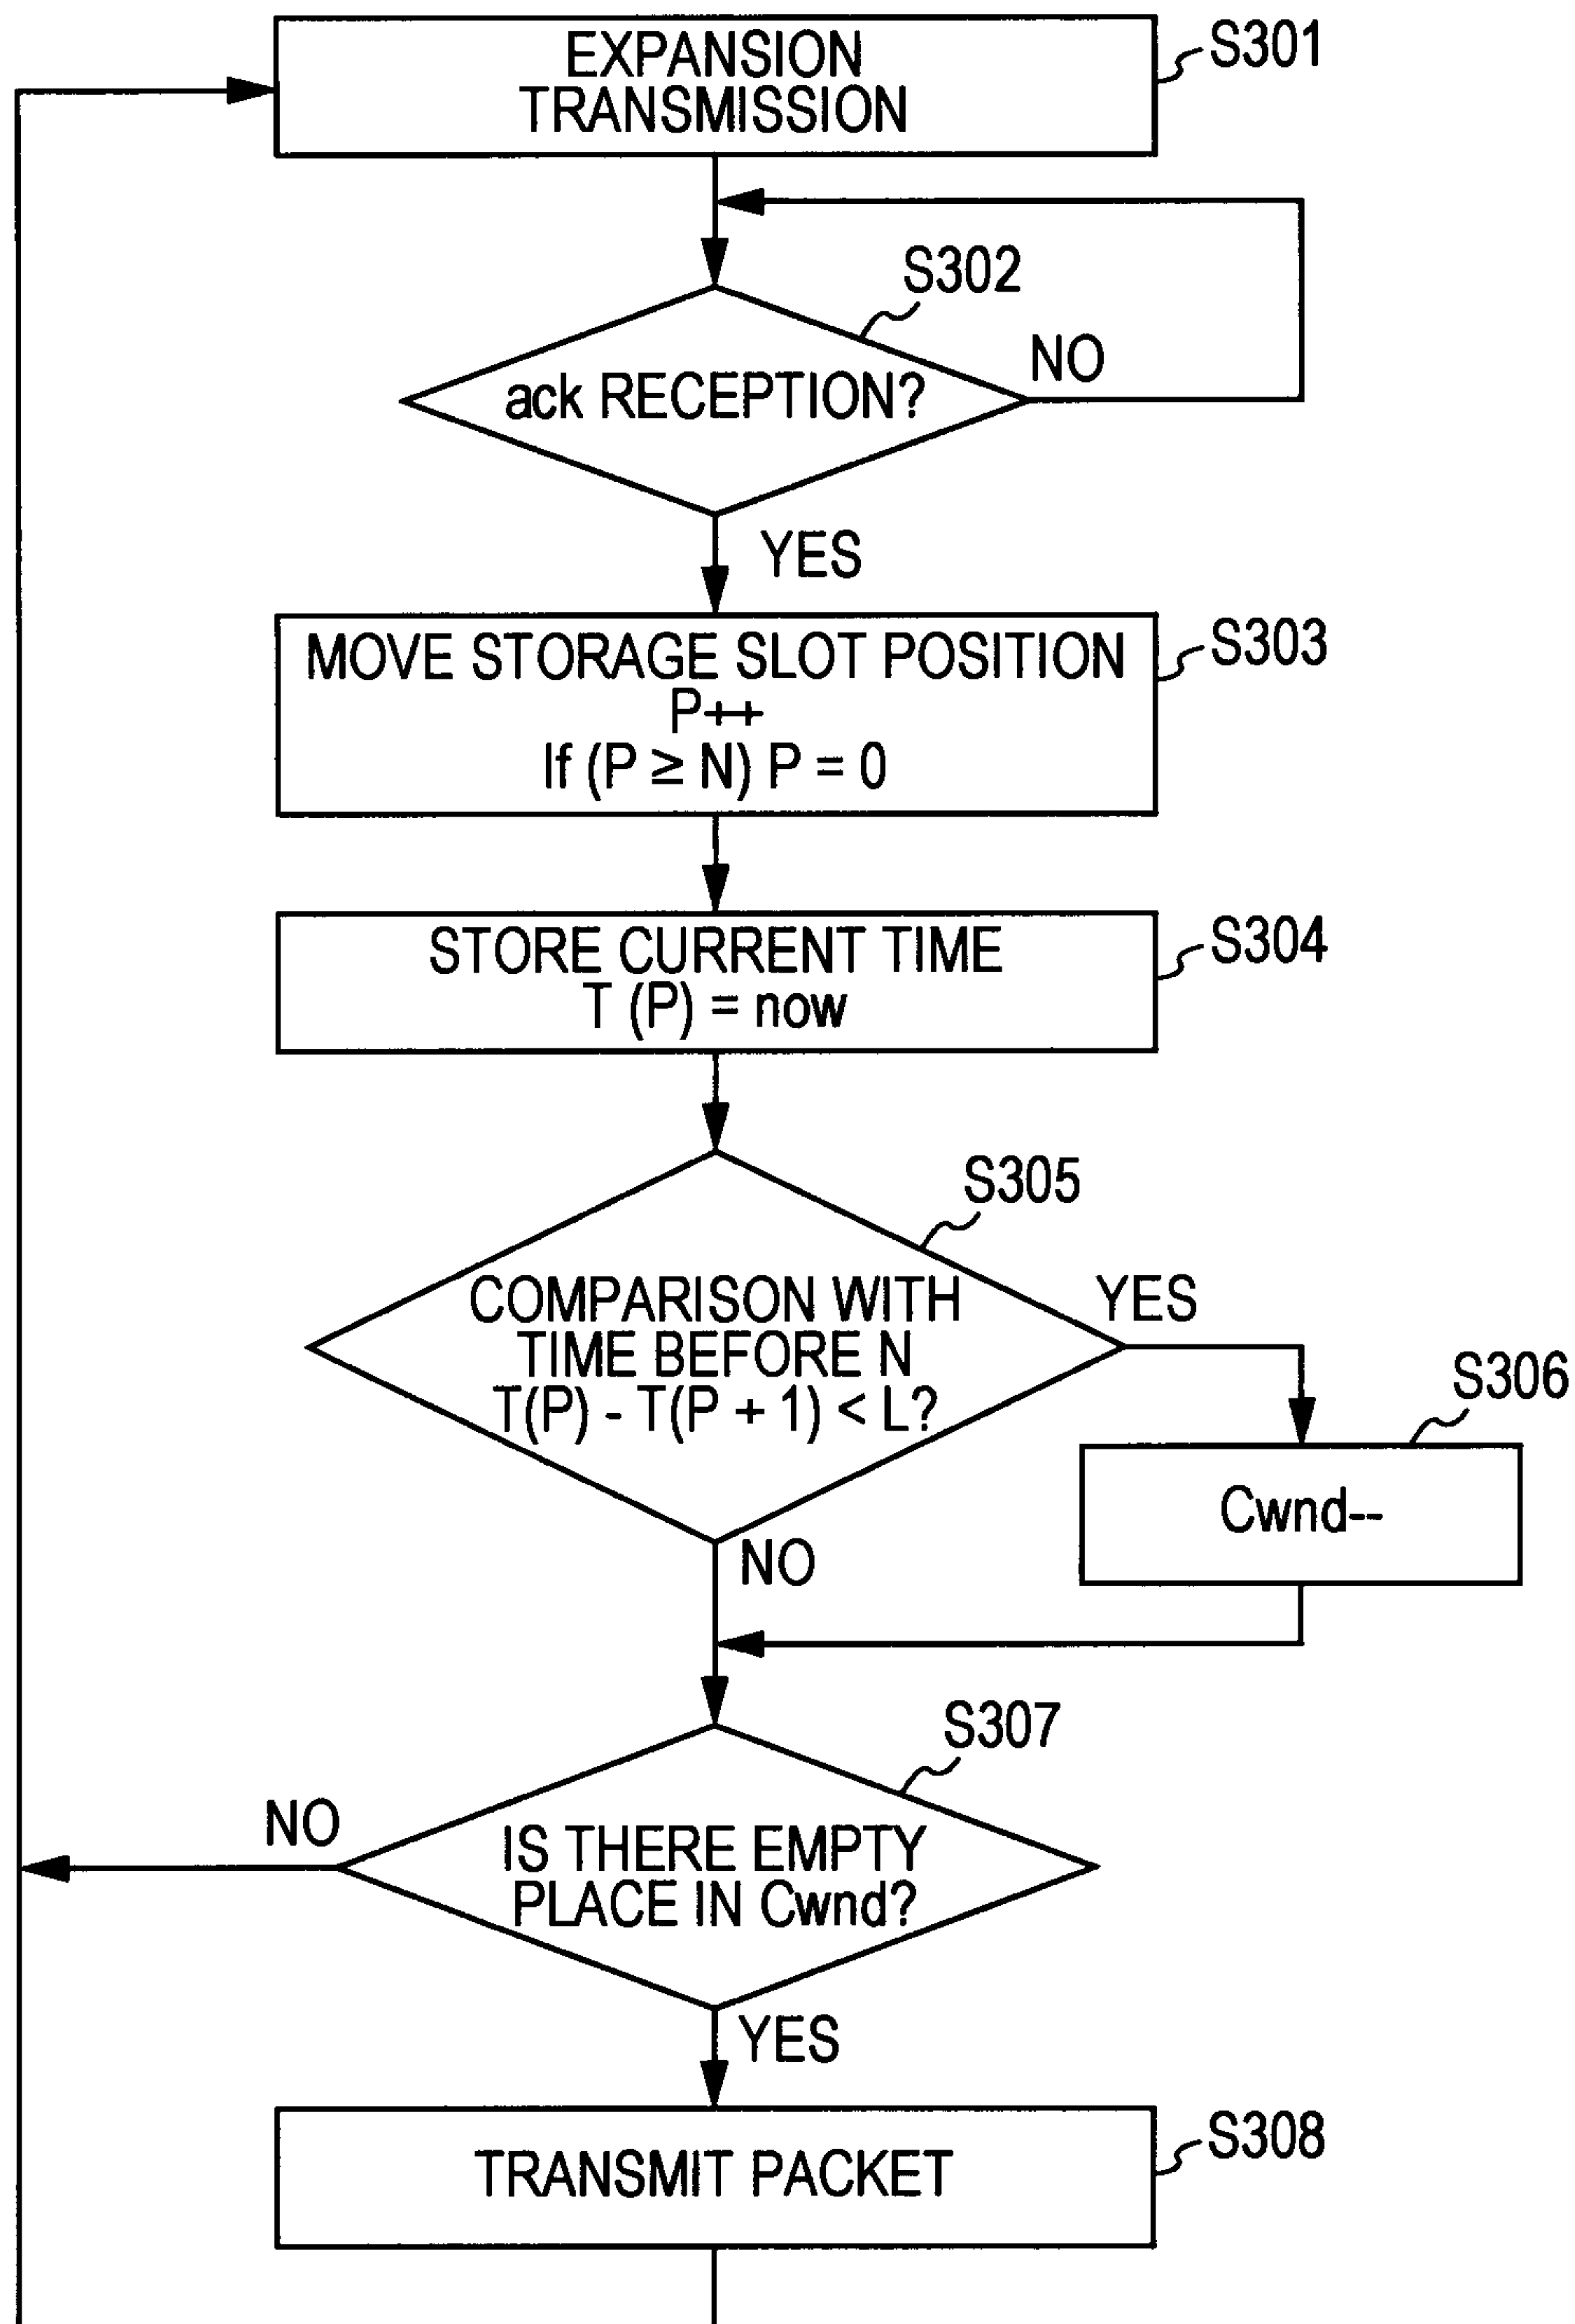 EXPANSION
TRANSMISSION
S301
S302
ack RECEPTION?
NO
YES
MOVE STORAGE SLOT POSITION
P++
If (P ≥ N) P = 0
S303
STORE CURRENT TIME
T (P) = now
S304
S305
COMPARISON WITH
TIME BEFORE N
T(P) - T(P + 1) < L?
YES
S306
Cwnd--
NO
S307
NO
IS THERE EMPTY
PLACE IN Cwnd?
YES
TRANSMIT PACKET
S308